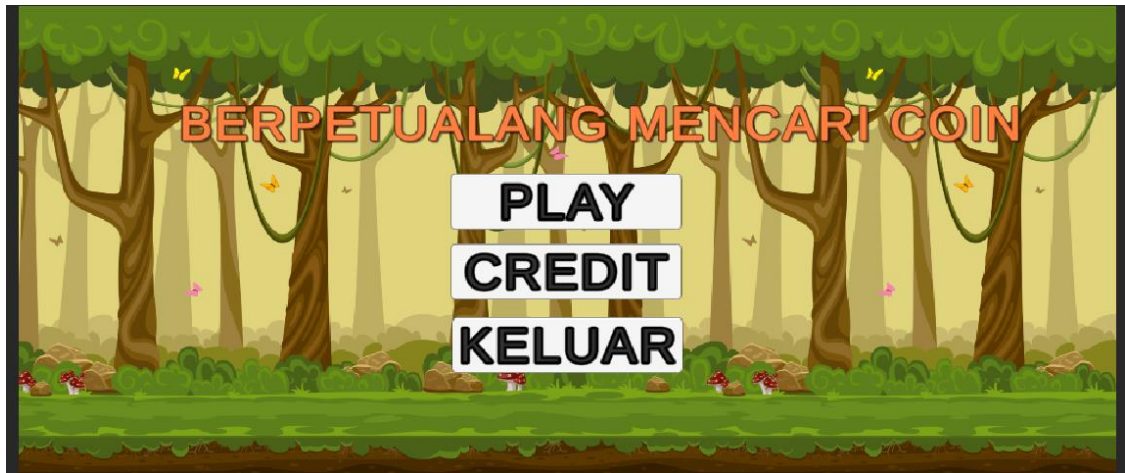 BERPETUALANG MENCARI COIN
PLAY
CREDIT
KELUAR